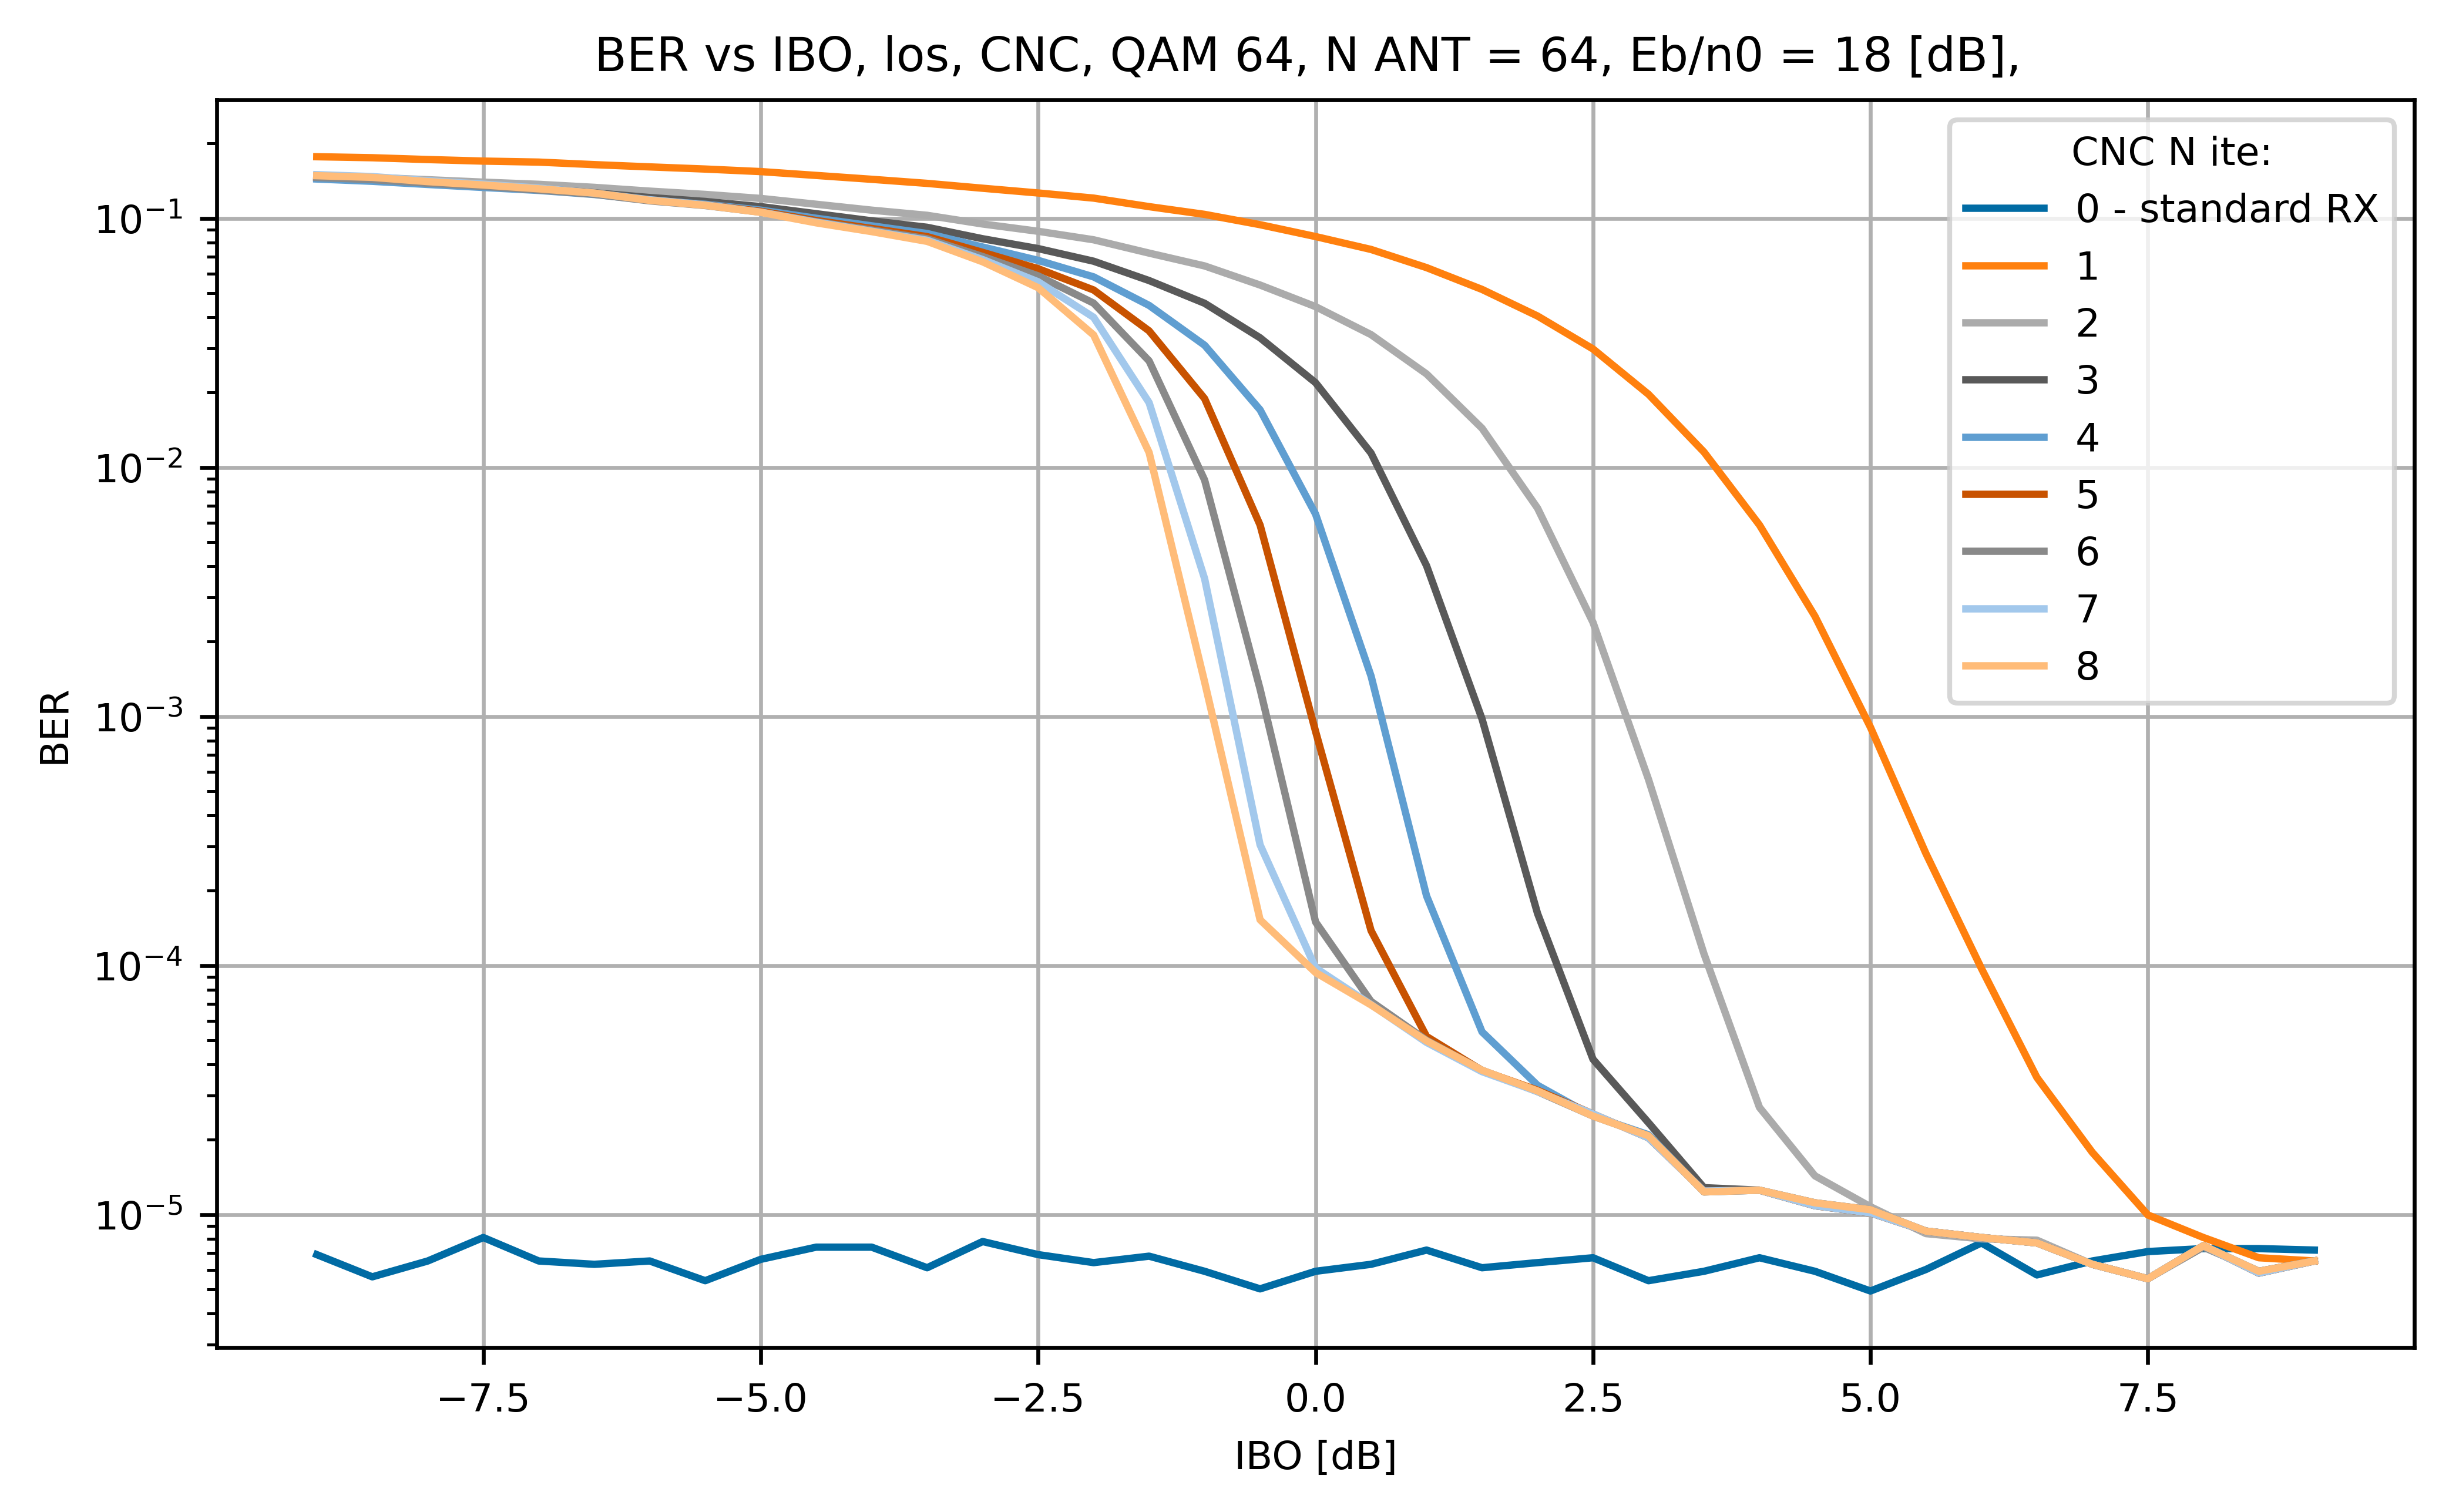 BER vs IBO, los, CNC, QAM 64, N ANT = 64, Eb/n0 = 18 [dB],
CNC N ite:
0 - standard RX
1
2
3
4
5
6
7
8
BER
10⁻¹
10⁻²
10⁻³
10⁻⁴
10⁻⁵
−7.5 −5.0 −2.5 0.0 2.5 5.0 7.5
IBO [dB]